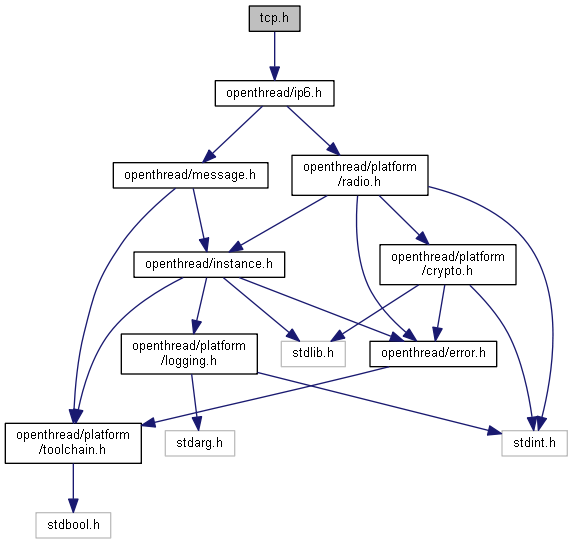 tcp.h
openthread/ip6.h
openthread/message.h
openthread/platform
/radio.h
openthread/instance.h
openthread/platform
/crypto.h
openthread/platform
/logging.h
stdlib.h
openthread/error.h
openthread/platform
/toolchain.h
stdarg.h
stdint.h
stdbool.h